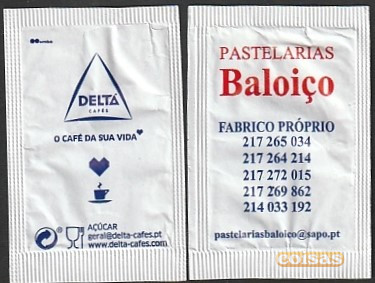 DELTA
CAFÉS
O CAFÉ DA SUA VIDA
AÇÚCAR
geral@delta-cafes.pt
www.delta-cafes.com
PASTELARIAS
Baloiço
FABRICO PRÓPRIO
217 265 034
217 264 214
217 272 015
217 269 862
214 033 192
pastelariasbaloico@sapo.pt
coisas